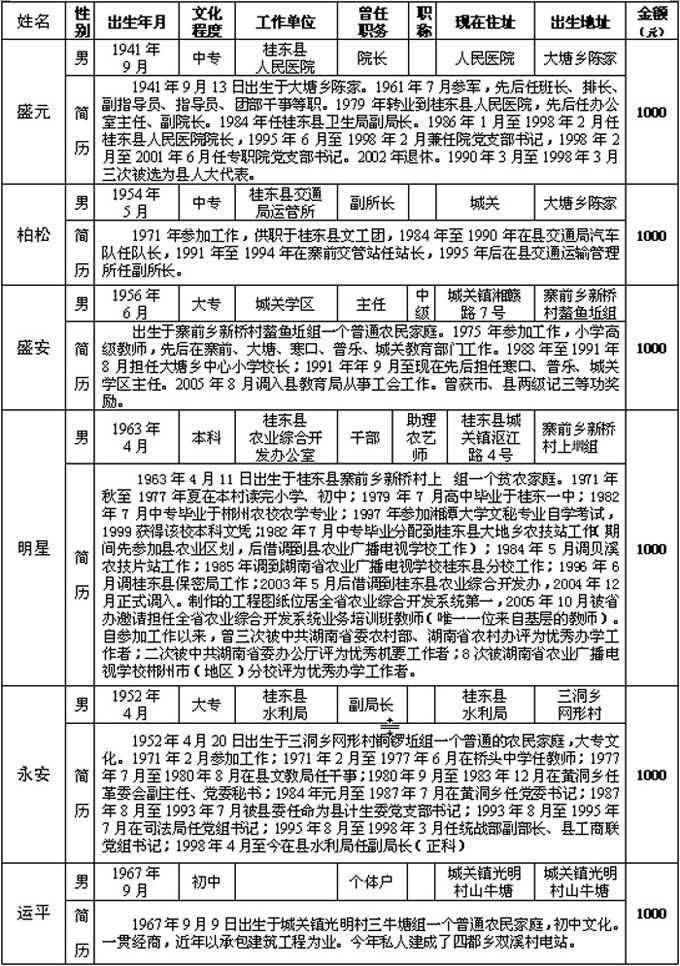 姓名 性别 出生年月 文化程度 工作单位 曾任职务 职称 现在住址 出生地址 金额（元）
盛元 男 1941年9月 中专 桂东县人民医院 院长 人民医院 大塘乡陈家 1000
简历
1941年9月13日出生于大塘乡陈家。1961年7月参军，先后任班长、排长、
副指导员、指导员、团部干事等职。1979年转业到桂东县人民医院，先后任办公
室主任、副院长。1984年任桂东县卫生局副局长。1986年1月至1998年2月任
桂东县人民医院院长，1995年6月至1998年2月兼任院党支部书记，1998年2
月至2001年6月任专职院党支部书记。2002年退休。1990年3月至1998年3月
三次被选为县人大代表。
柏松 男 1954年5月 中专 桂东县交通局运管所 副所长 城关 大塘乡陈家 1000
简历
1971年参加工作，供职于桂东县文工团，1984年至1990年在县交通局汽车
队任队长，1991年至1994年在寨前交管站任站长，1995年后在县交通运输管理
所任副所长。
盛安 男 1956年6月 大专 城关学区 主任 中级 城关镇湘赣路7号 寨前乡新桥村鳌鱼坵组 1000
简历
出生于寨前乡新桥村鳌鱼坵组一个普通农民家庭。1975年参加工作，小学高
级教师，先后在寨前、大塘、寒口、普乐、城关教育部门工作。1988年至1991年
8月担任大塘乡中心小学校长；1991年年9月至现在先后担任寒口、普乐、城关
学区主任。2005年8月调入县教育局从事工会工作。曾获市、县两级记三等功奖
励。
明星 男 1963年4月 本科 桂东县农业综合开发办公室 干部 助理农艺师 桂东县城关镇沤江路4号 寨前乡新桥村上圳组 1000
简历
1963年4月11日出生于桂东县寨前乡新桥村上 组一个贫农家庭。1971年
秋至1977年夏在本村读完小学、初中；1979年7月高中毕业于桂东一中；1982
年7月中专毕业于郴州农校农学专业；1997年参加湘潭大学文秘专业自学考试，
1999获得该校本科文凭；1982年7月中专毕业分配到桂东县大地乡农技站工作（期
间先参加县农业区划，后借调到县农业广播电视学校工作）；1984年5月调贝溪
农技片站工作；1985年调到湖南省农业广播电视学校桂东县分校工作；1996年6
月调桂东县保密局工作；2003年5月后借调到桂东县农业综合开发办，2004年12
月正式调入。制作的工程图纸位居全省农业综合开发系统第一，2005年10月被省
办邀请担任全省农业综合开发系统业务培训班教师（唯一一位来自基层的教师）。
自参加工作以来，曾三次被中共湖南省委农村部、湖南省农村办评为优秀办学工
作者；二次被中共湖南省委办公厅评为优秀机要工作者；8次被湖南省农业广播电
视学校郴州市（地区）分校评为优秀办学工作者。
永安 男 1952年4月 大专 桂东县水利局 副局长 桂东县水利局 三洞乡网形村 1000
简历
1952年4月20日出生于三洞乡网形村铜锣坵组一个普通的农民家庭，大专文
化。1971年2月参加工作；1971年2月至1977年6月在桥头中学任教师；1977
年7月至1980年8月在县文教局任干事；1980年9月至1983年12月在黄洞乡任
革委会副主任、党委秘书；1984年元月至1987年7月在黄洞乡任党委书记；1987
年8月至1993年7月被县委任命为县计生委党支部书记；1993年8月至1995年
7月在司法局任党组书记；1995年8月至1998年3月任统战部副部长、县工商联
党组书记；1998年4月至今在县水利局任副局长（正科）
运平 男 1967年9月 初中 个体户 城关镇光明村山牛塘 城关镇光明村山牛塘 1000
简历
1967年9月9日出生于城关镇光明村三牛塘组一个普通农民家庭，初中文化。
一贯经商，近年以承包建筑工程为业。今年私人建成了四都乡双溪村电站。